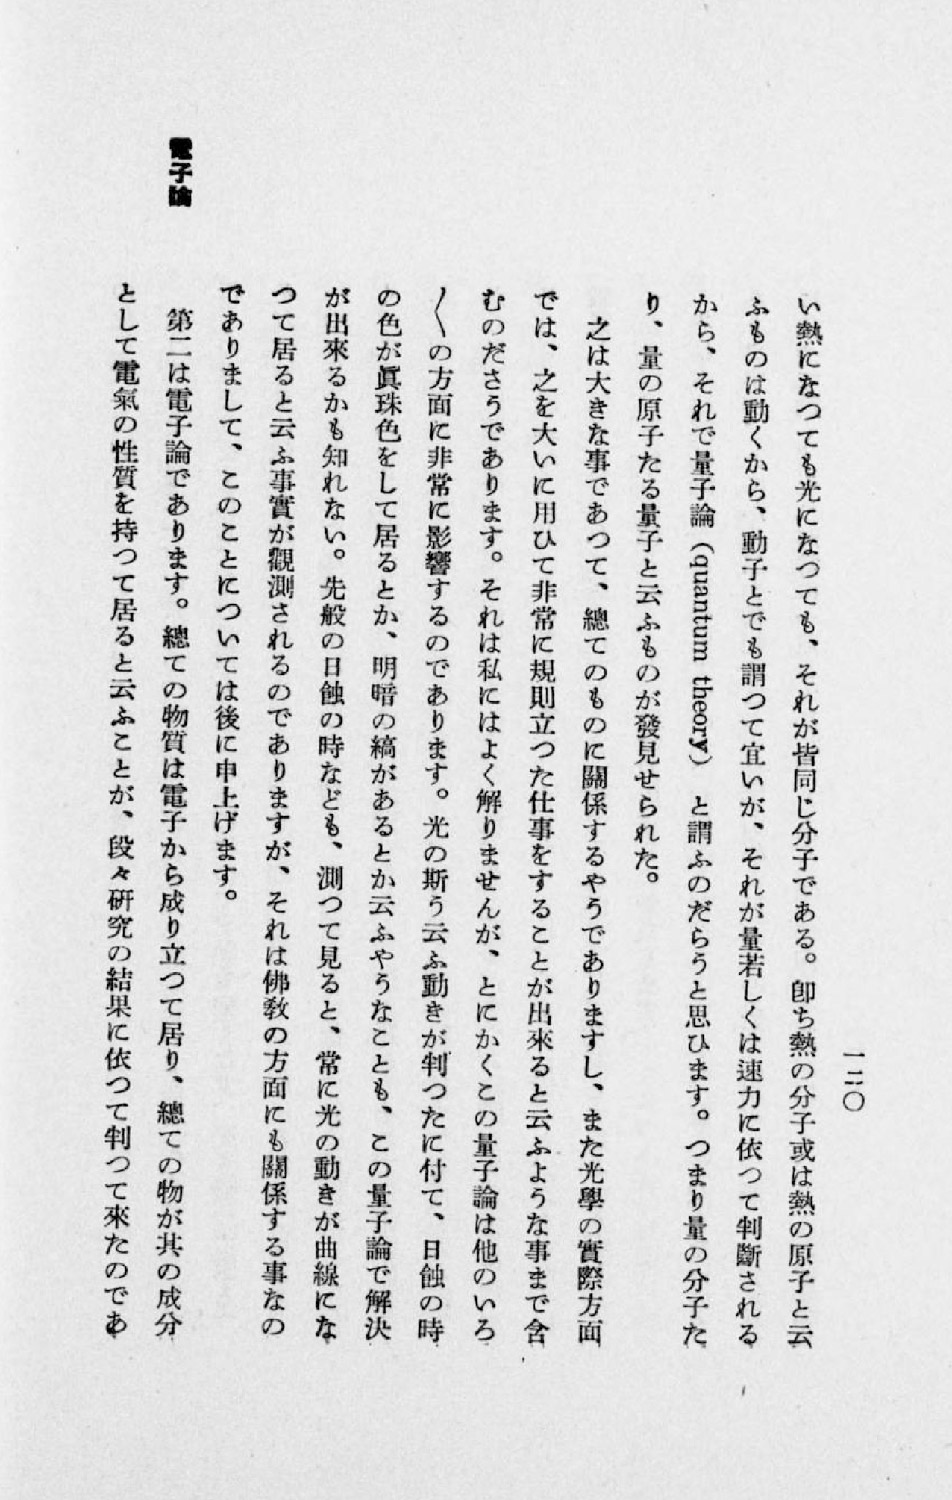 一二〇
い熱になつても光になつても、それが皆同じ分子である。卽ち熱の分子或は熱の原子と云
ふものは動くから、動子とでも謂つて宜いが、それが量若しくは速力に依つて判斷される
から、それで量子論（quantum theory）と謂ふのだらうと思ひます。つまり量の分子た
り、量の原子たる量子と云ふものが發見せられた。
之は大きな事であつて、總てのものに關係するやうでありますし、また光學の實際方面
では、之を大いに用ひて非常に規則立つた仕事をすることが出來ると云ふような事まで含
むのださうであります。それは私にはよく解りませんが、とにかくこの量子論は他のいろ
〱の方面に非常に影響するのであります。光の斯う云ふ動きが判つたに付て、日蝕の時
の色が眞珠色をして居るとか、明暗の縞があるとか云ふやうなことも、この量子論で解決
が出來るかも知れない。先般の日蝕の時なども、測つて見ると、常に光の動きが曲線にな
つて居ると云ふ事實が觀測されるのでありますが、それは佛敎の方面にも關係する事なの
でありまして、このことについては後に申上げます。
電子論
第二は電子論であります。總ての物質は電子から成り立つて居り、總ての物が其の成分
として電氣の性質を持つて居ると云ふことが、段々硏究の結果に依つて判つて來たのであ